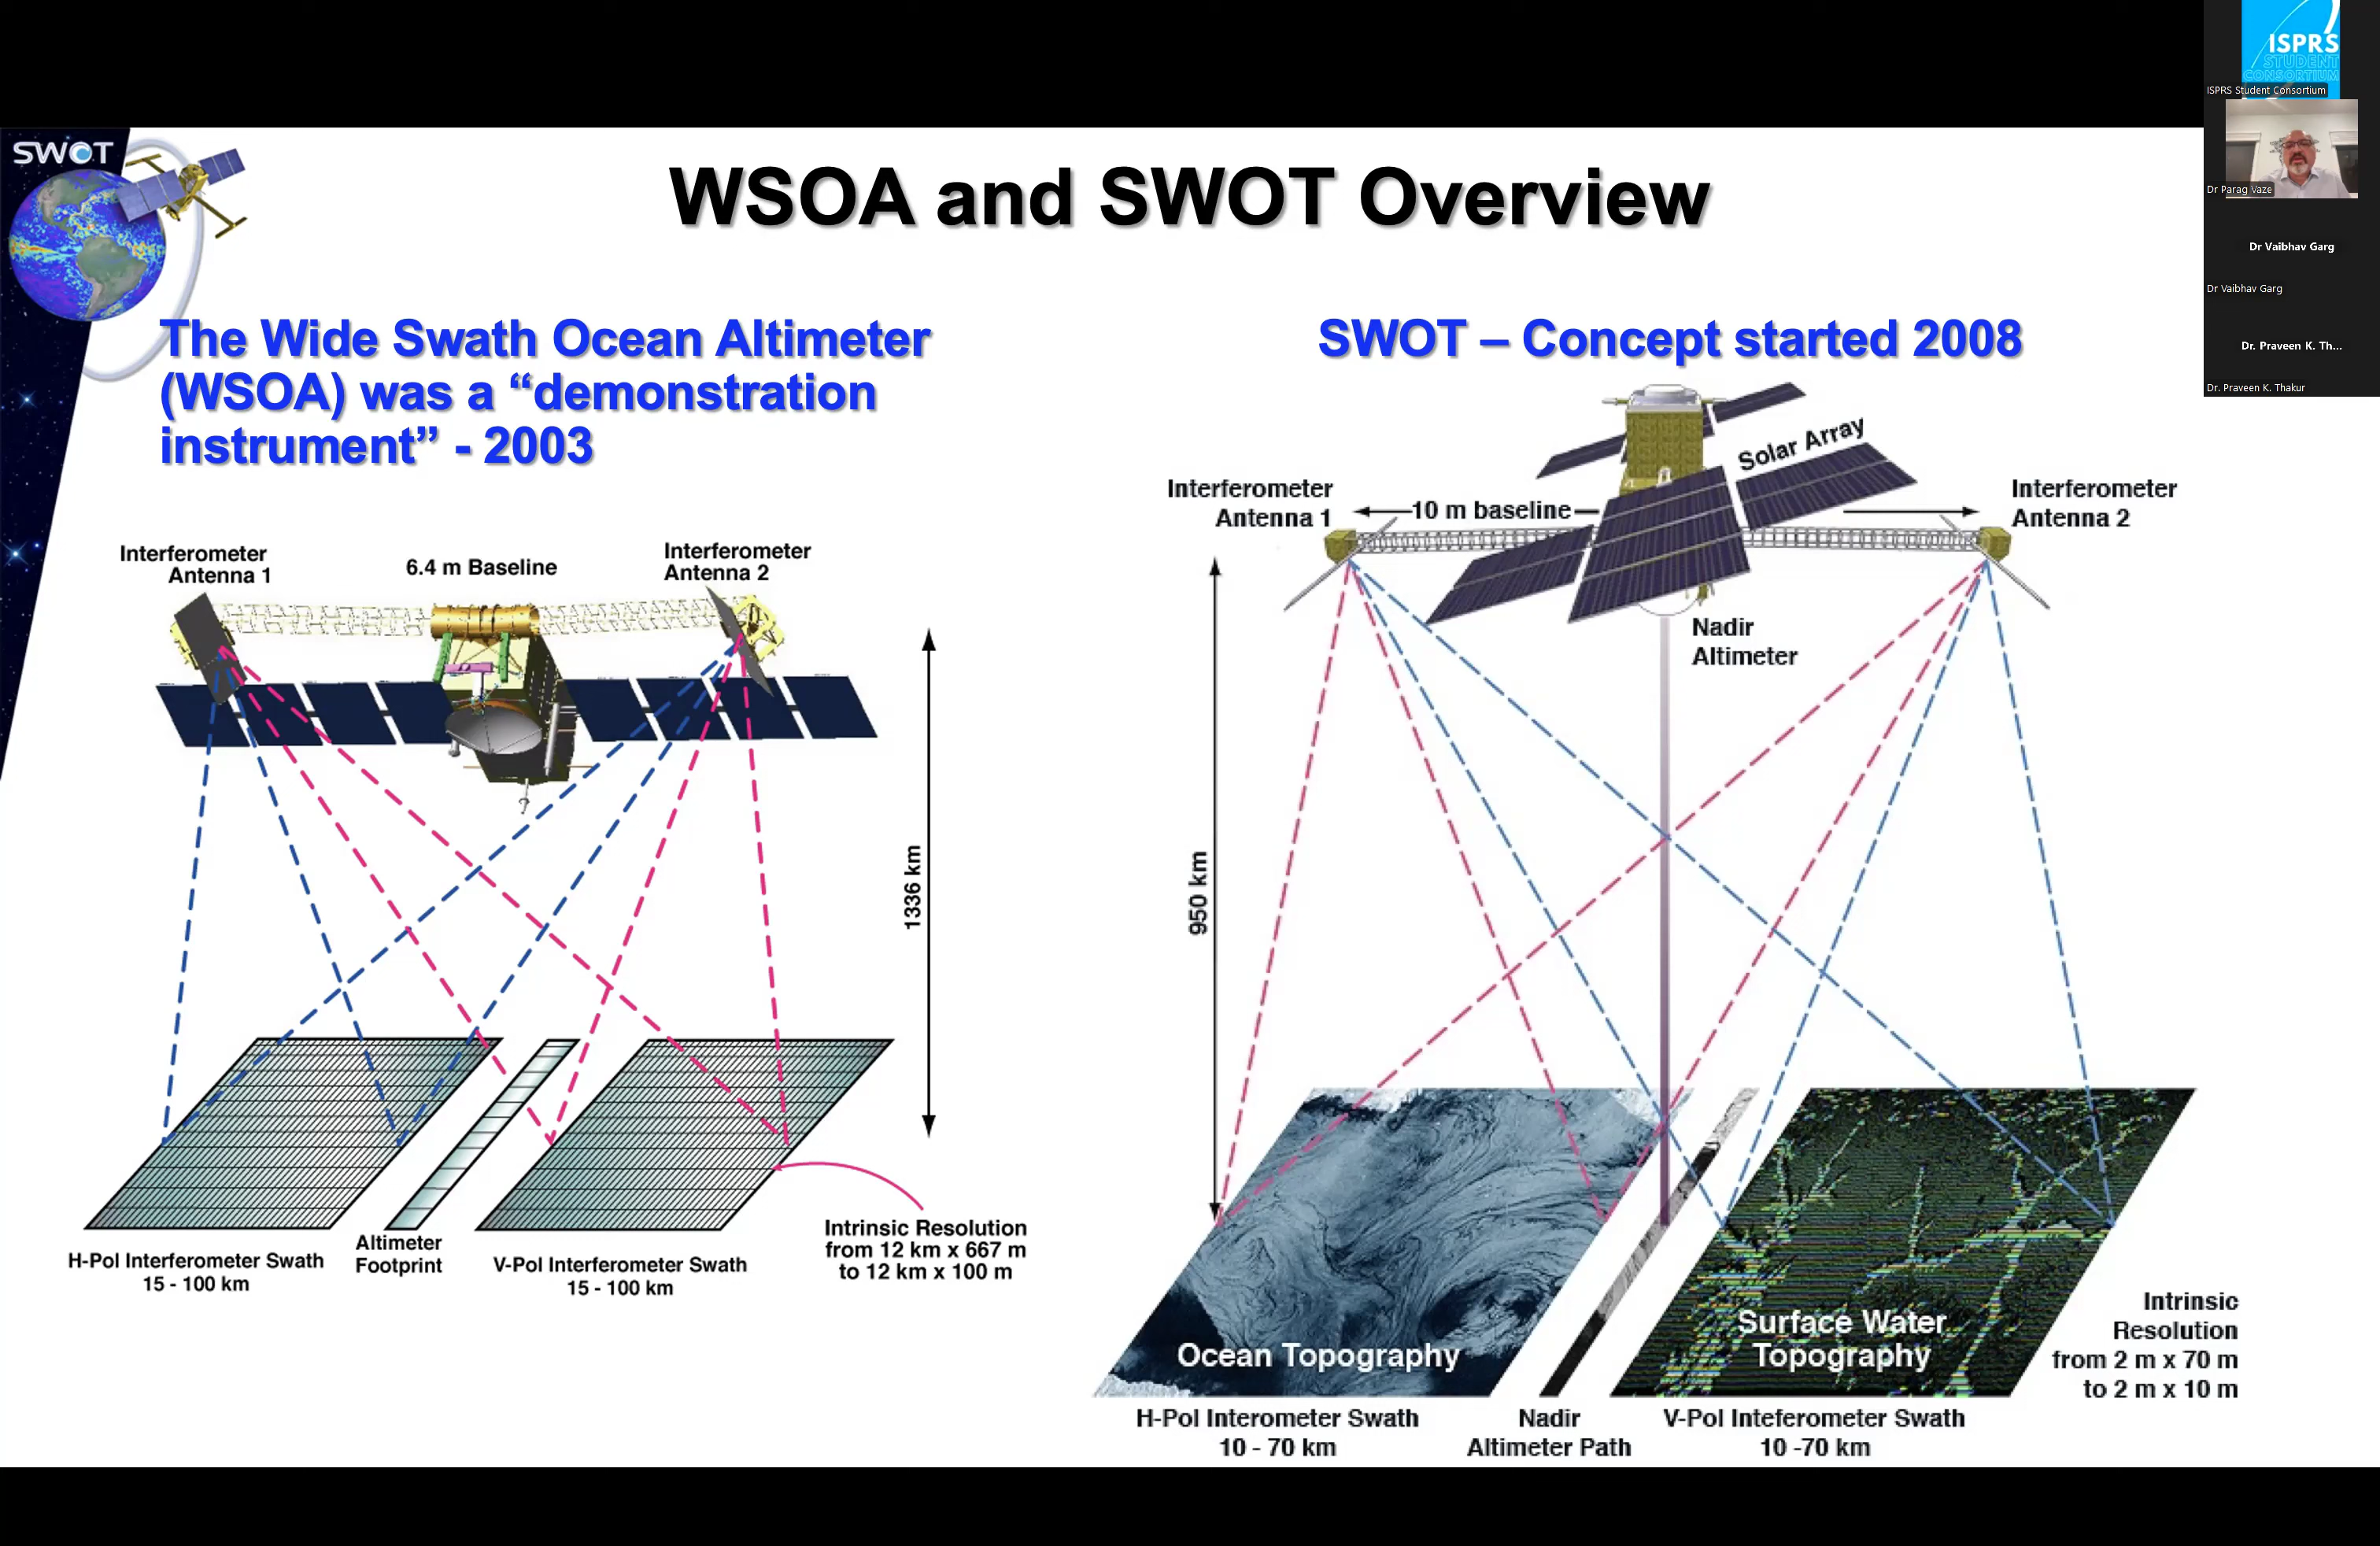 SWOT
WSOA and SWOT Overview
The Wide Swath Ocean Altimeter
(WSOA) was a “demonstration
instrument” - 2003
Interferometer
Antenna 1
6.4 m Baseline
Interferometer
Antenna 2
1336 km
H-Pol Interferometer Swath
15 - 100 km
Altimeter
Footprint
V-Pol Interferometer Swath
15 - 100 km
Intrinsic Resolution
from 12 km x 667 m
to 12 km x 100 m
SWOT – Concept started 2008
Solar Array
Interferometer
Antenna 1
10 m baseline
Interferometer
Antenna 2
Nadir
Altimeter
950 km
Ocean Topography
Surface Water
Topography
Intrinsic
Resolution
from 2 m x 70 m
to 2 m x 10 m
H-Pol Interometer Swath
10 - 70 km
Nadir
Altimeter Path
V-Pol Inteferometer Swath
10 -70 km
ISPRS
STUDENT
CONSORTIUM
ISPRS Student Consortium
Dr Parag Vaze
Dr Vaibhav Garg
Dr Vaibhav Garg
Dr. Praveen K. Th...
Dr. Praveen K. Thakur